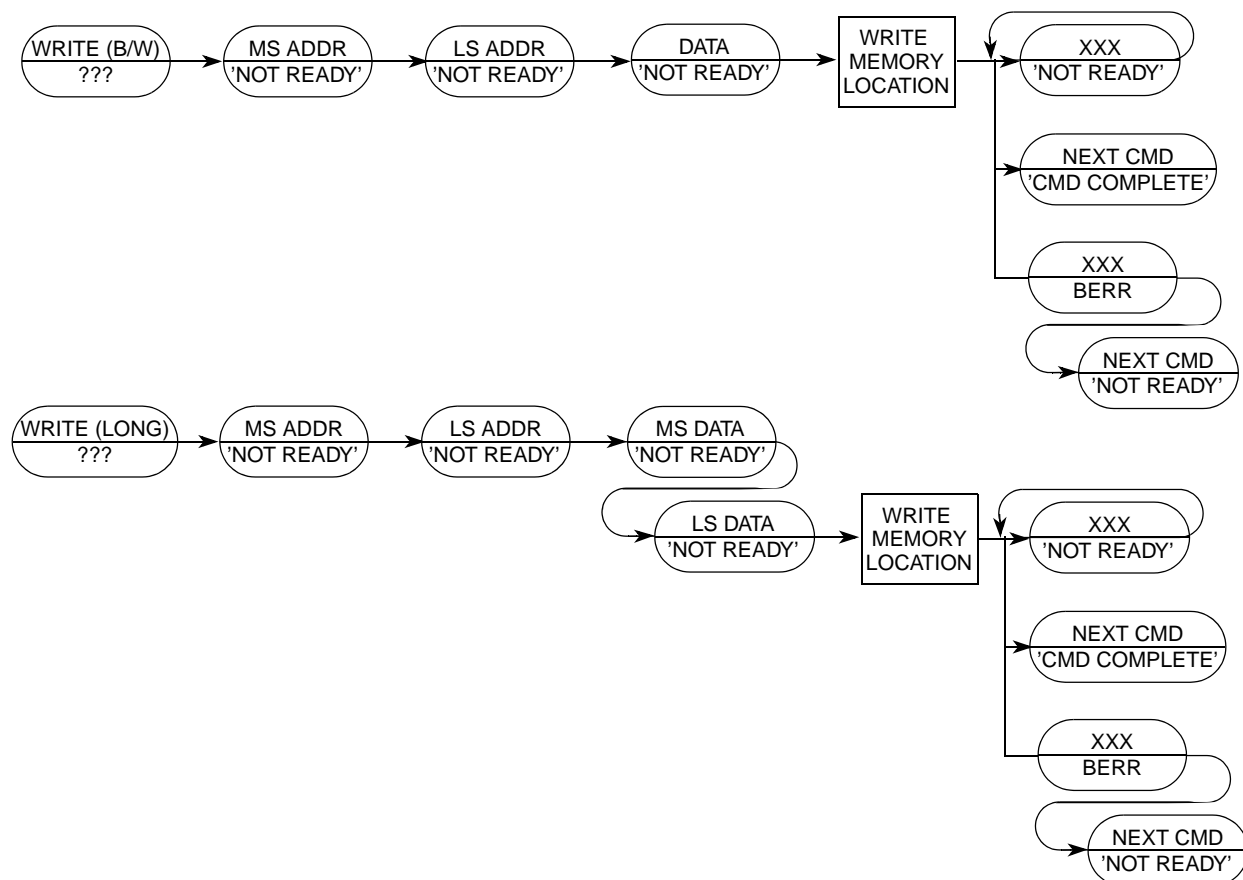 WRITE (B/W)
???
MS ADDR
'NOT READY'
LS ADDR
'NOT READY'
DATA
'NOT READY'
WRITE
MEMORY
LOCATION
XXX
'NOT READY'
NEXT CMD
'CMD COMPLETE'
XXX
BERR
NEXT CMD
'NOT READY'
WRITE (LONG)
???
MS ADDR
'NOT READY'
LS ADDR
'NOT READY'
MS DATA
'NOT READY'
LS DATA
'NOT READY'
WRITE
MEMORY
LOCATION
XXX
'NOT READY'
NEXT CMD
'CMD COMPLETE'
XXX
BERR
NEXT CMD
'NOT READY'